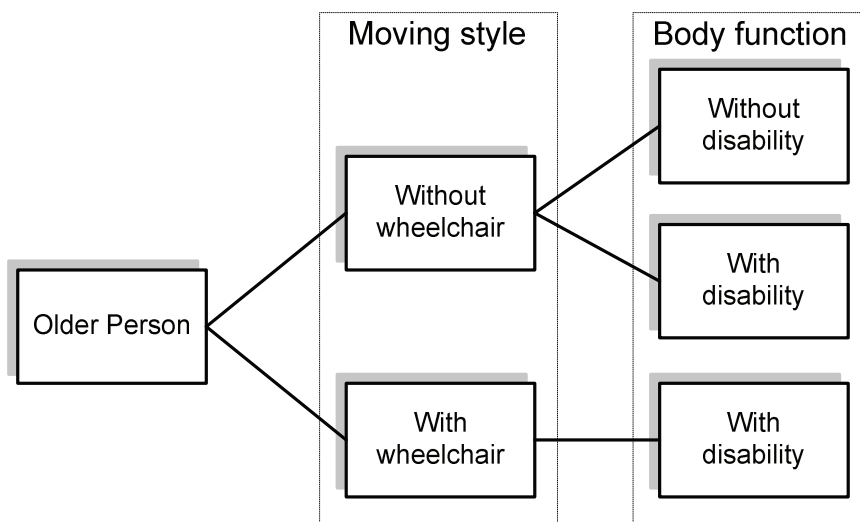 Moving style
Body function
Without
disability
Without
wheelchair
With
disability
Older Person
With
wheelchair
With
disability